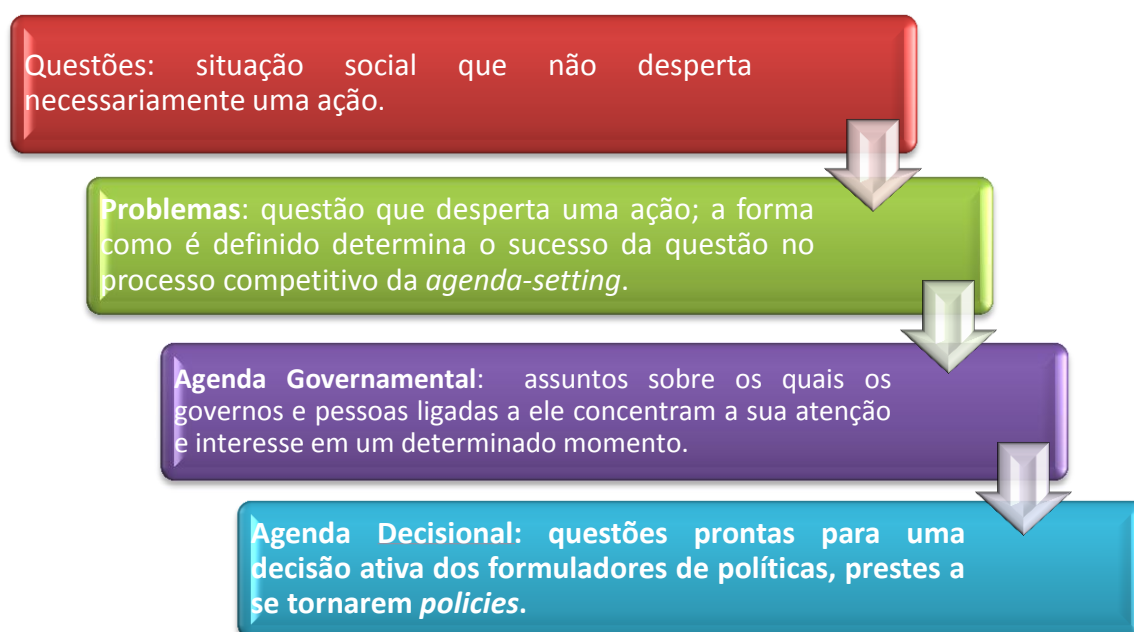 Questões: situação social que não desperta
necessariamente uma ação.
Problemas: questão que desperta uma ação; a forma
como é definido determina o sucesso da questão no
processo competitivo da agenda-setting.
Agenda Governamental: assuntos sobre os quais os
governos e pessoas ligadas a ele concentram a sua atenção
e interesse em um determinado momento.
Agenda Decisional: questões prontas para uma
decisão ativa dos formuladores de políticas, prestes a
se tornarem policies.